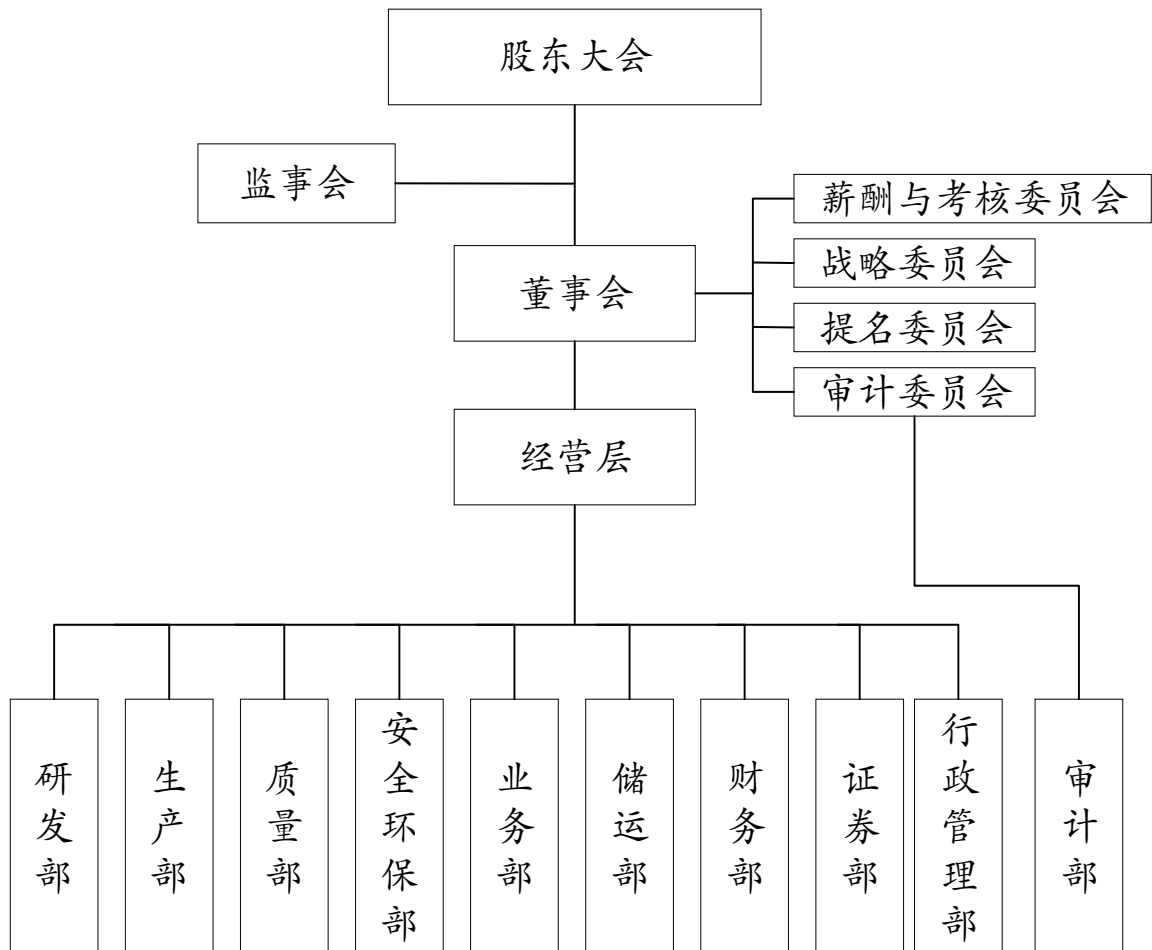 股东大会
监事会
薪酬与考核委员会
战略委员会
董事会
提名委员会
审计委员会
经营层
研发部
生产部
质量部
安全环保部
业务部
储运部
财务部
证券部
行政管理部
审计部